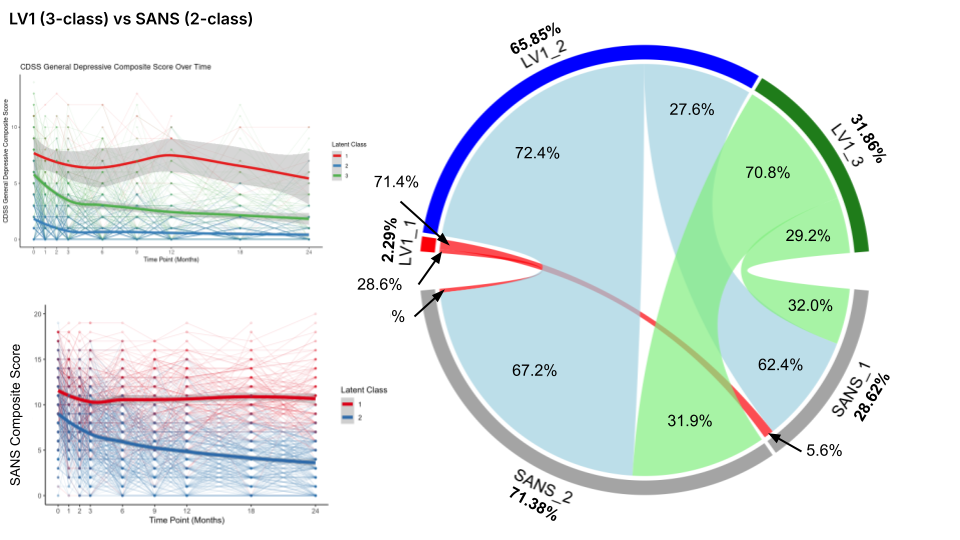 LV1 (3-class) vs SANS (2-class)
CDSS General Depressive Composite Score Over Time
CDSS General Depressive Composite Score
10
5
0
0 1 2 3 6 9 12 18 24
Time Point (Months)
Latent Class
1
2
3
SANS Composite Score
20
15
10
5
0
0 1 2 3 6 9 12 18 24
Time Point (Months)
Latent Class
1
2
65.85%
LV1_2
31.86%
LV1_3
2.29%
LV1_1
72.4%
27.6%
70.8%
29.2%
71.4%
28.6%
%
32.0%
62.4%
67.2%
31.9%
5.6%
SANS_1
28.62%
SANS_2
71.38%